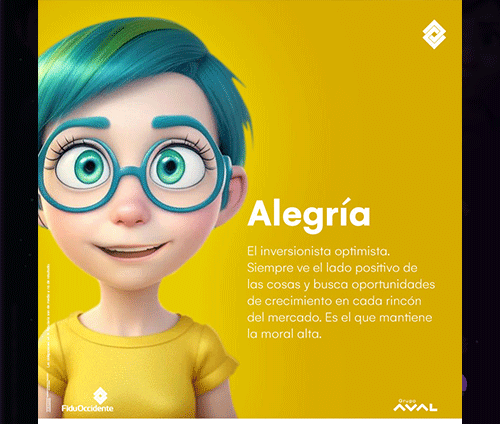 Alegría
El inversionista optimista.
Siempre ve el lado positivo de
las cosas y busca oportunidades
de crecimiento en cada rincón
del mercado. Es el que mantiene
la moral alta.
FiduOccidente
Grupo
AVAL